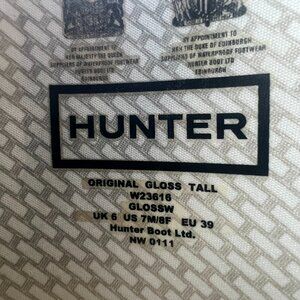 BY APPOINTMENT TO
HER MAJESTY THE QUEEN
SUPPLIERS OF WATERPROOF FOOTWEAR
HUNTER BOOT LTD
EDINBURGH
BY APPOINTMENT TO
HRH THE DUKE OF EDINBURGH
SUPPLIERS OF WATERPROOF FOOTWEAR
HUNTER BOOT LTD
EDINBURGH
HUNTER
ORIGINAL GLOSS TALL
W23616
GLOSSW
UK 6 US 7M/8F EU 39
Hunter Boot Ltd.
NW 0111